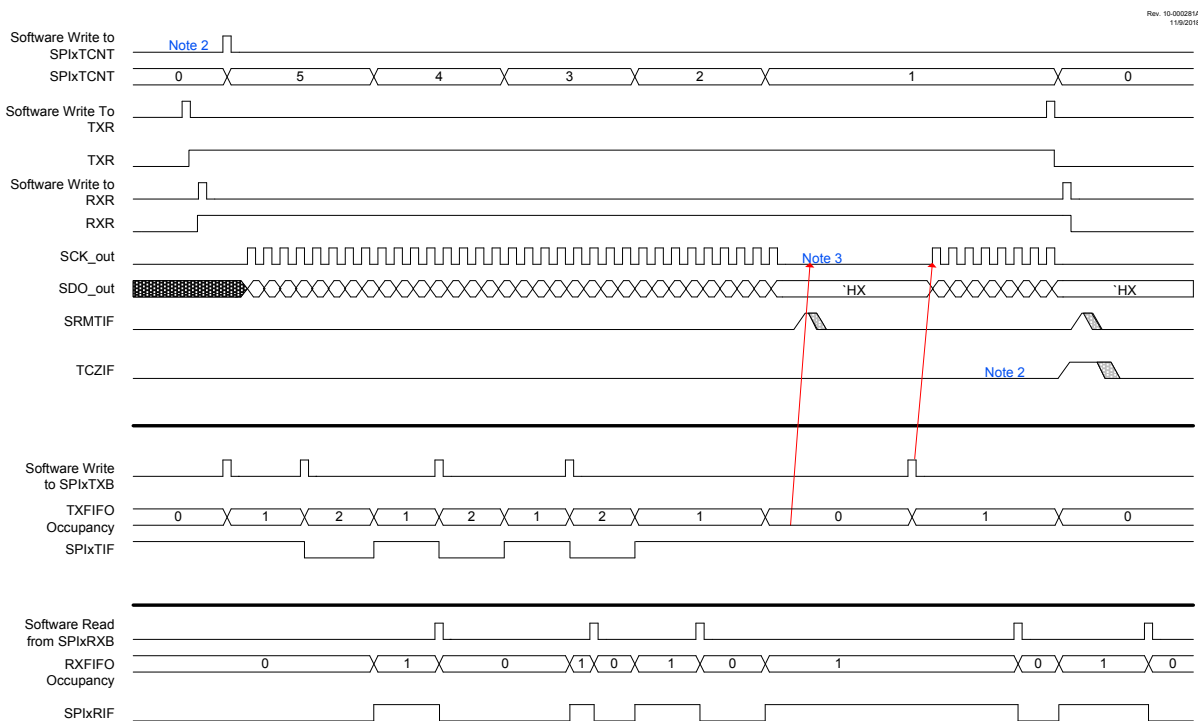 Rev. 10-000281A
11/9/2018
Software Write to
SPIxTCNT
Note 2
SPIxTCNT
0 5 4 3 2 1 0
Software Write To
TXR
TXR
Software Write to
RXR
RXR
SCK_out
Note 3
SDO_out
`HX `HX
SRMTIF
TCZIF
Note 2
Software Write
to SPIxTXB
TXFIFO
Occupancy
0 1 2 1 2 1 2 1 0 1 0
SPIxTIF
Software Read
from SPIxRXB
RXFIFO
Occupancy
0 1 0 1 0 1 0 1 0 1 0
SPIxRIF